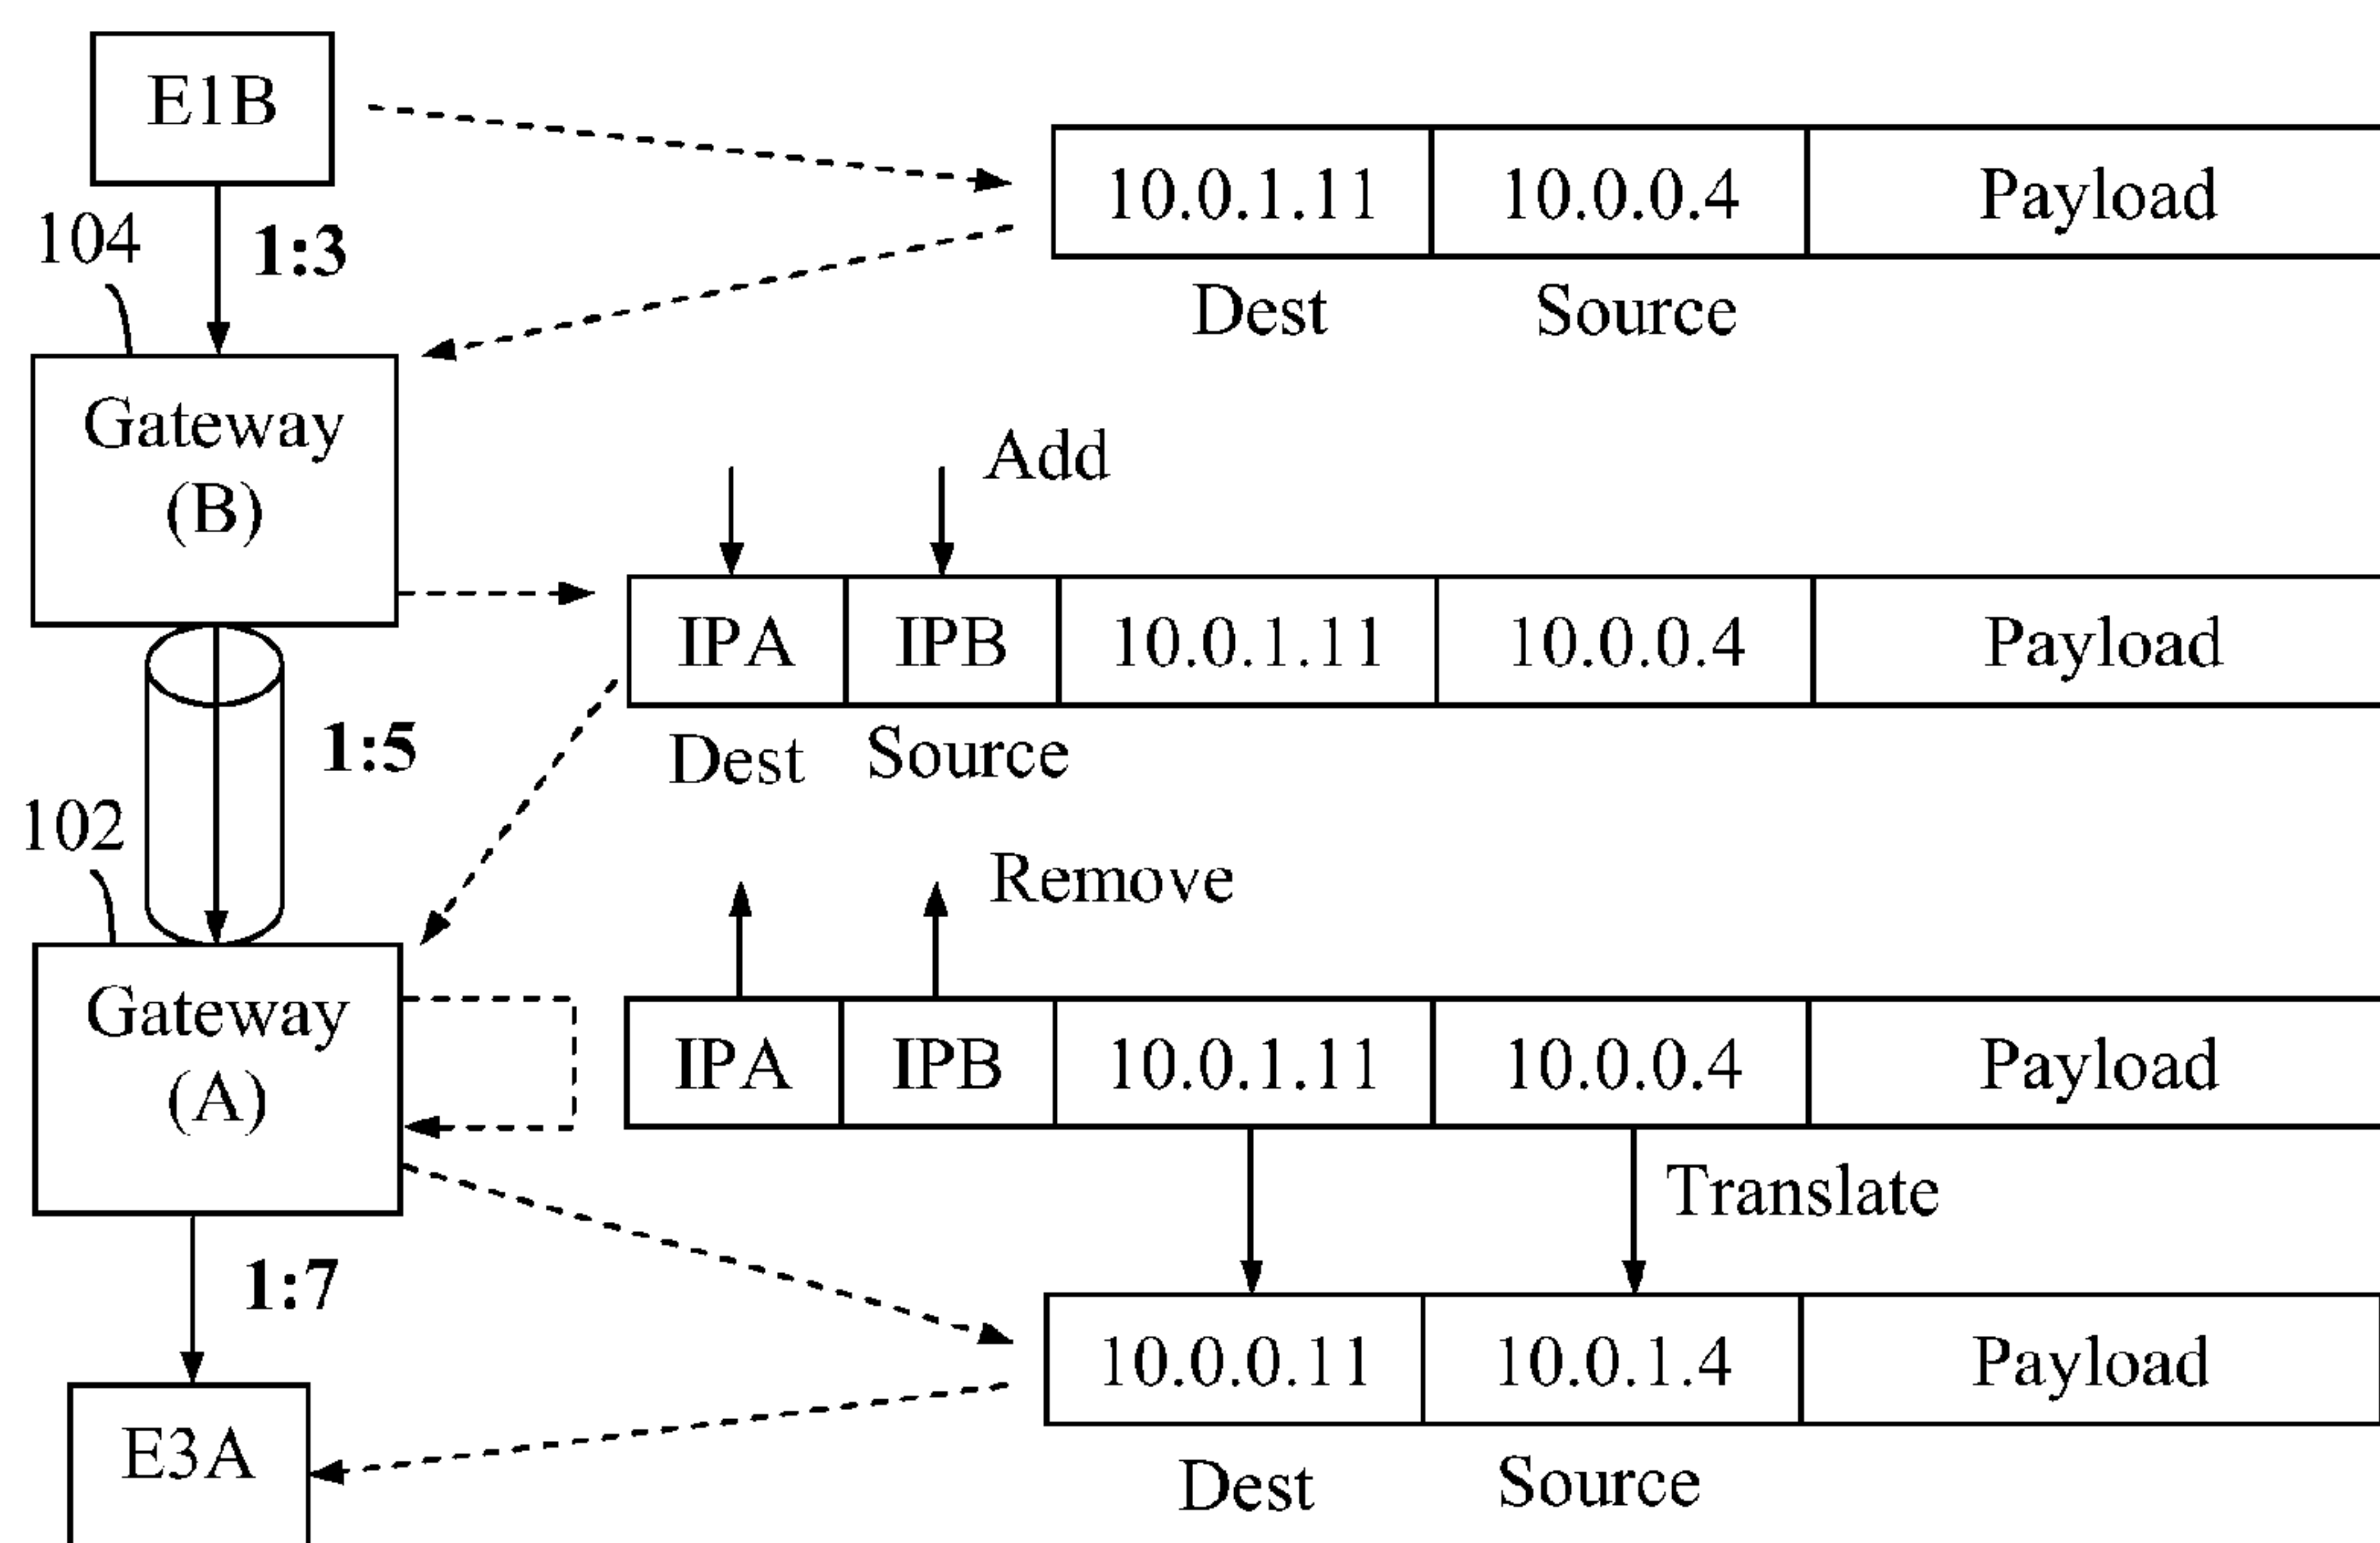 E1B
10.0.1.11 10.0.0.4 Payload
104
1:3
Dest Source
Gateway
(B)
Add
IPA IPB 10.0.1.11 10.0.0.4 Payload
1:5
Dest Source
102
Remove
Gateway
(A)
IPA IPB 10.0.1.11 10.0.0.4 Payload
Translate
1:7
10.0.0.11 10.0.1.4 Payload
E3A
Dest Source